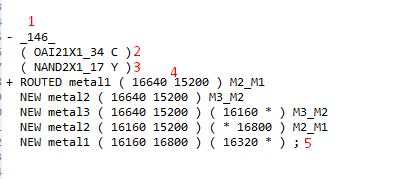 1
- _146_
( OAI21X1_34 C ) 2
( NAND2X1_17 Y ) 3
4
+ ROUTED metal1 ( 16640 15200 ) M2_M1
NEW metal2 ( 16640 15200 ) M3_M2
NEW metal3 ( 16640 15200 ) ( 16160 * ) M3_M2
NEW metal2 ( 16160 15200 ) ( * 16800 ) M2_M1
NEW metal1 ( 16160 16800 ) ( 16320 * ) ; 5